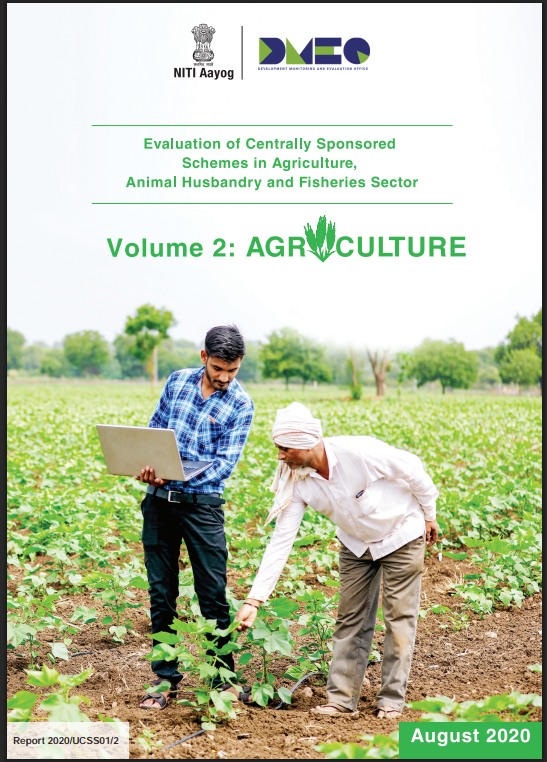 NITI Aayog
DMEO
DEVELOPMENT MONITORING AND EVALUATION OFFICE
Evaluation of Centrally Sponsored
Schemes in Agriculture,
Animal Husbandry and Fisheries Sector
Volume 2: AGRICULTURE
Report 2020/UCSS01/2
August 2020